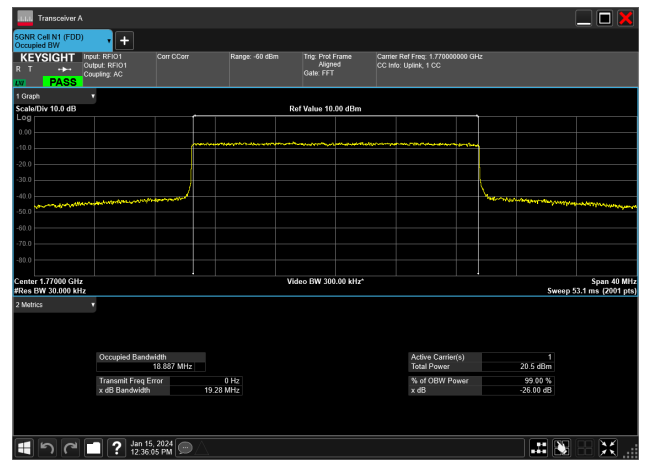 Transceiver A
5GNR Cell N1 (FDD)
Occupied BW
+
KEYSIGHT
R T
LVI
PASS
Input: RFIO1
Output: RFIO1
Coupling: AC
Corr CCorr
Range: -60 dBm
Trig: Prot Frame
Aligned
Gate: FFT
Carrier Ref Freq: 1.770000000 GHz
CC Info: Uplink, 1 CC
1 Graph
Scale/Div 10.0 dB
Ref Value 10.00 dBm
Log
0.00
-10.0
-20.0
-30.0
-40.0
-50.0
-60.0
-70.0
-80.0
Center 1.77000 GHz
Video BW 300.00 kHz*
Span 40 MHz
#Res BW 30.000 kHz
Sweep 53.1 ms (2001 pts)
2 Metrics
Occupied Bandwidth
18.887 MHz
Active Carrier(s) 1
Total Power 20.5 dBm
Transmit Freq Error 0 Hz
x dB Bandwidth 19.28 MHz
% of OBW Power 99.00 %
x dB -26.00 dB
?
Jan 15, 2024
12:36:05 PM